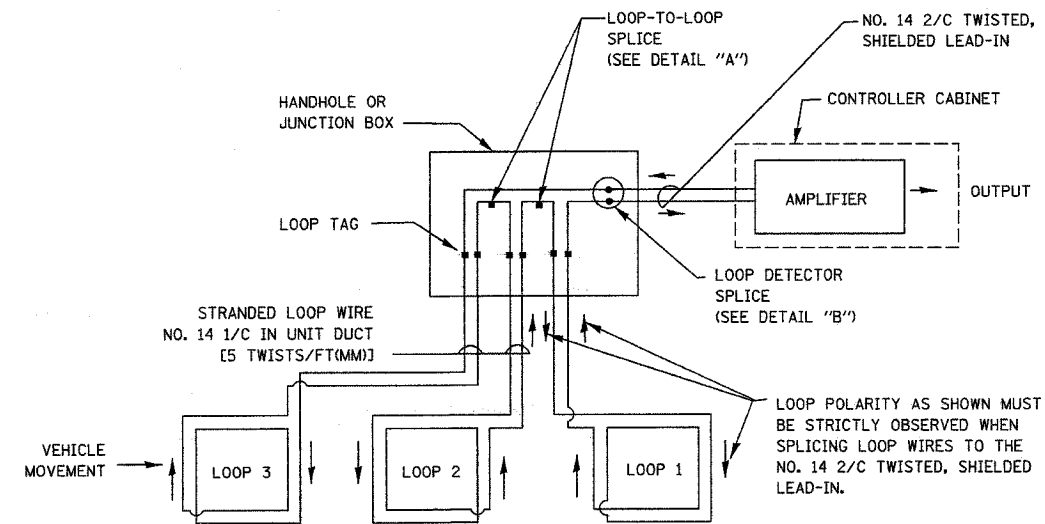 LOOP-TO-LOOP
SPLICE
(SEE DETAIL "A")
NO. 14 2/C TWISTED,
SHIELDED LEAD-IN
HANDHOLE OR
JUNCTION BOX
CONTROLLER CABINET
AMPLIFIER
OUTPUT
LOOP TAG
LOOP DETECTOR
SPLICE
(SEE DETAIL "B")
STRANDED LOOP WIRE
NO. 14 1/C IN UNIT DUCT
[5 TWISTS/FT(MM)]
LOOP POLARITY AS SHOWN MUST
BE STRICTLY OBSERVED WHEN
SPLICING LOOP WIRES TO THE
NO. 14 2/C TWISTED, SHIELDED
LEAD-IN.
VEHICLE
MOVEMENT
LOOP 3
LOOP 2
LOOP 1